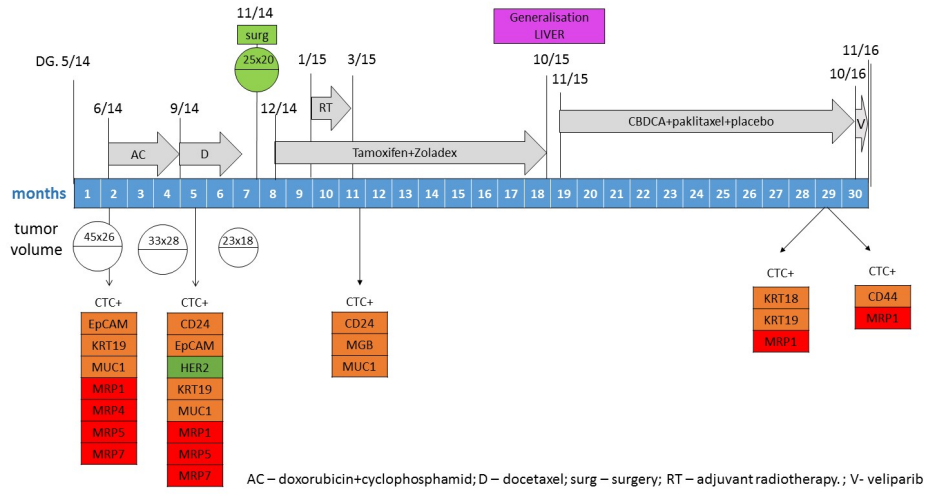 11/14
surg
25x20
Generalisation
LIVER
DG. 5/14
1/15
3/15
10/15
11/16
11/15
10/16
6/14
9/14
12/14
RT
CBDCA+paklitaxel+placebo
V
AC
D
Tamoxifen+Zoladex
months
1 2 3 4 5 6 7 8 9 10 11 12 13 14 15 16 17 18 19 20 21 22 23 24 25 26 27 28 29 30
tumor
volume
45x26
33x28
23x18
CTC+
EpCAM
KRT19
MUC1
MRP1
MRP4
MRP5
MRP7
CTC+
CD24
EpCAM
HER2
KRT19
MUC1
MRP1
MRP5
MRP7
CTC+
CD24
MGB
MUC1
CTC+
KRT18
KRT19
MRP1
CTC+
CD44
MRP1
AC – doxorubicin+cyclophosphamid; D – docetaxel; surg – surgery; RT – adjuvant radiotherapy. ; V- veliparib